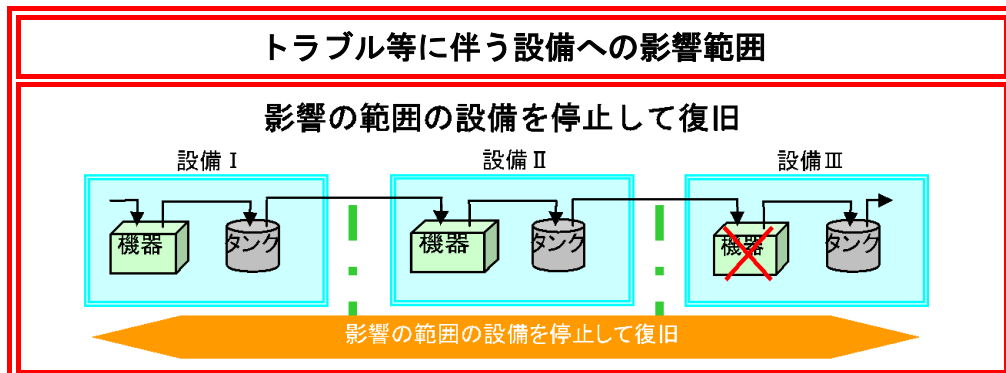 トラブル等に伴う設備への影響範囲
影響の範囲の設備を停止して復旧
設備Ⅰ
設備Ⅱ
設備Ⅲ
機器
タンク
機器
タンク
機器
タンク
影響の範囲の設備を停止して復旧